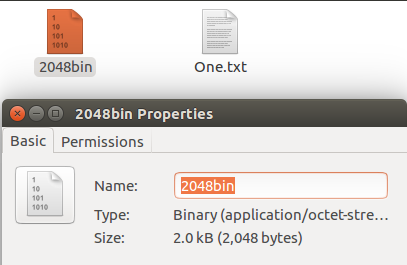 1
10
101
1010
2048bin
One.txt
2048bin Properties
Basic
Permissions
1
10
101
1010
Name: 2048bin
Type: Binary (application/octet-stre…
Size: 2.0 kB (2,048 bytes)